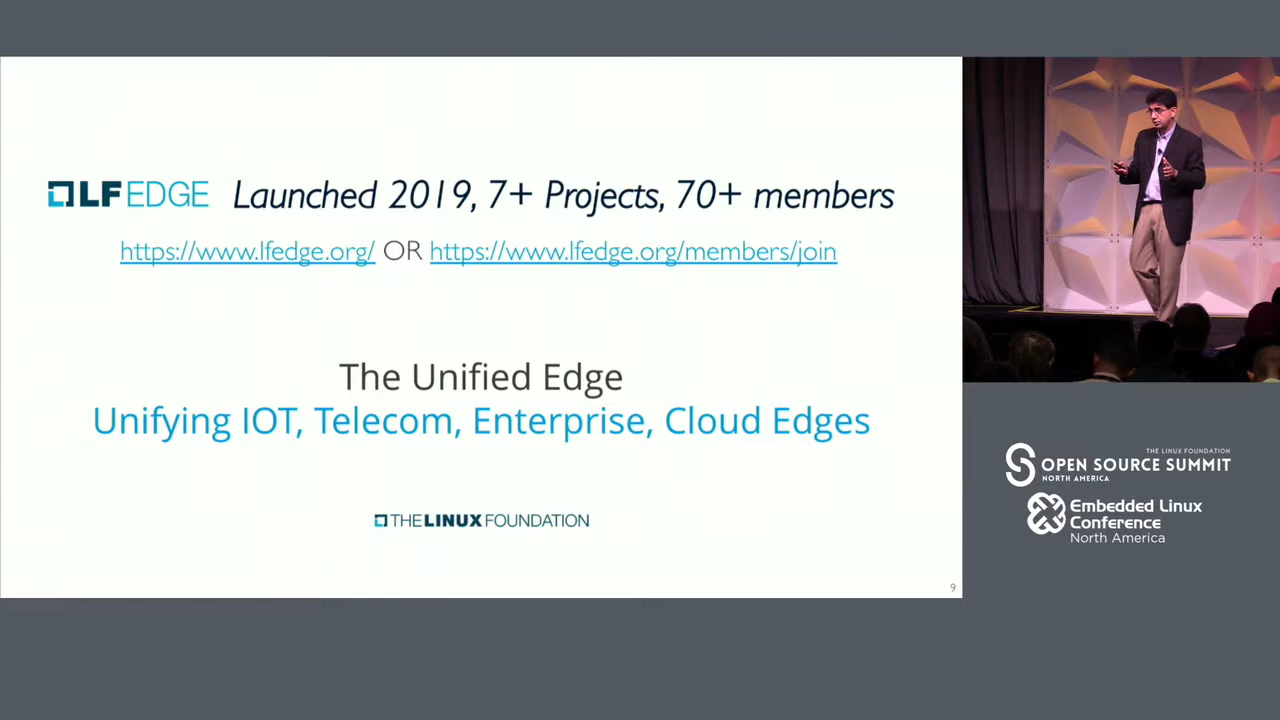 LF EDGE Launched 2019, 7+ Projects, 70+ members
https://www.lfedge.org/ OR https://www.lfedge.org/members/join
The Unified Edge
Unifying IOT, Telecom, Enterprise, Cloud Edges
THE LINUX FOUNDATION
9
THE LINUX FOUNDATION
OPEN SOURCE SUMMIT
NORTH AMERICA
Embedded Linux
Conference
North America